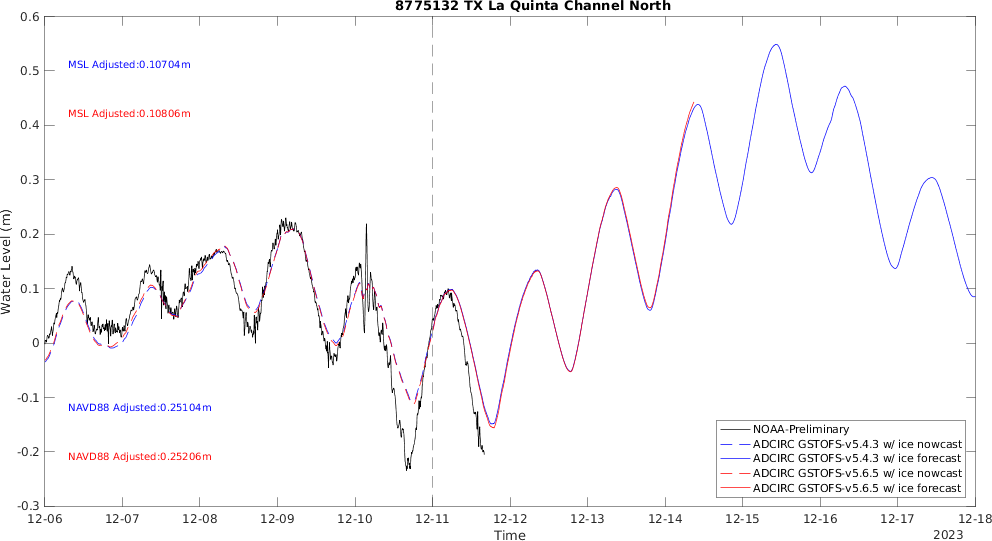 8775132 TX La Quinta Channel North
0.6
0.5
0.4
0.3
0.2
0.1
0
-0.1
-0.2
-0.3
Water Level (m)
MSL Adjusted:0.10704m
MSL Adjusted:0.10806m
NAVD88 Adjusted:0.25104m
NAVD88 Adjusted:0.25206m
NOAA-Preliminary
ADCIRC GSTOFS-v5.4.3 w/ ice nowcast
ADCIRC GSTOFS-v5.4.3 w/ ice forecast
ADCIRC GSTOFS-v5.6.5 w/ ice nowcast
ADCIRC GSTOFS-v5.6.5 w/ ice forecast
12-06 12-07 12-08 12-09 12-10 12-11 12-12 12-13 12-14 12-15 12-16 12-17 12-18
Time
2023